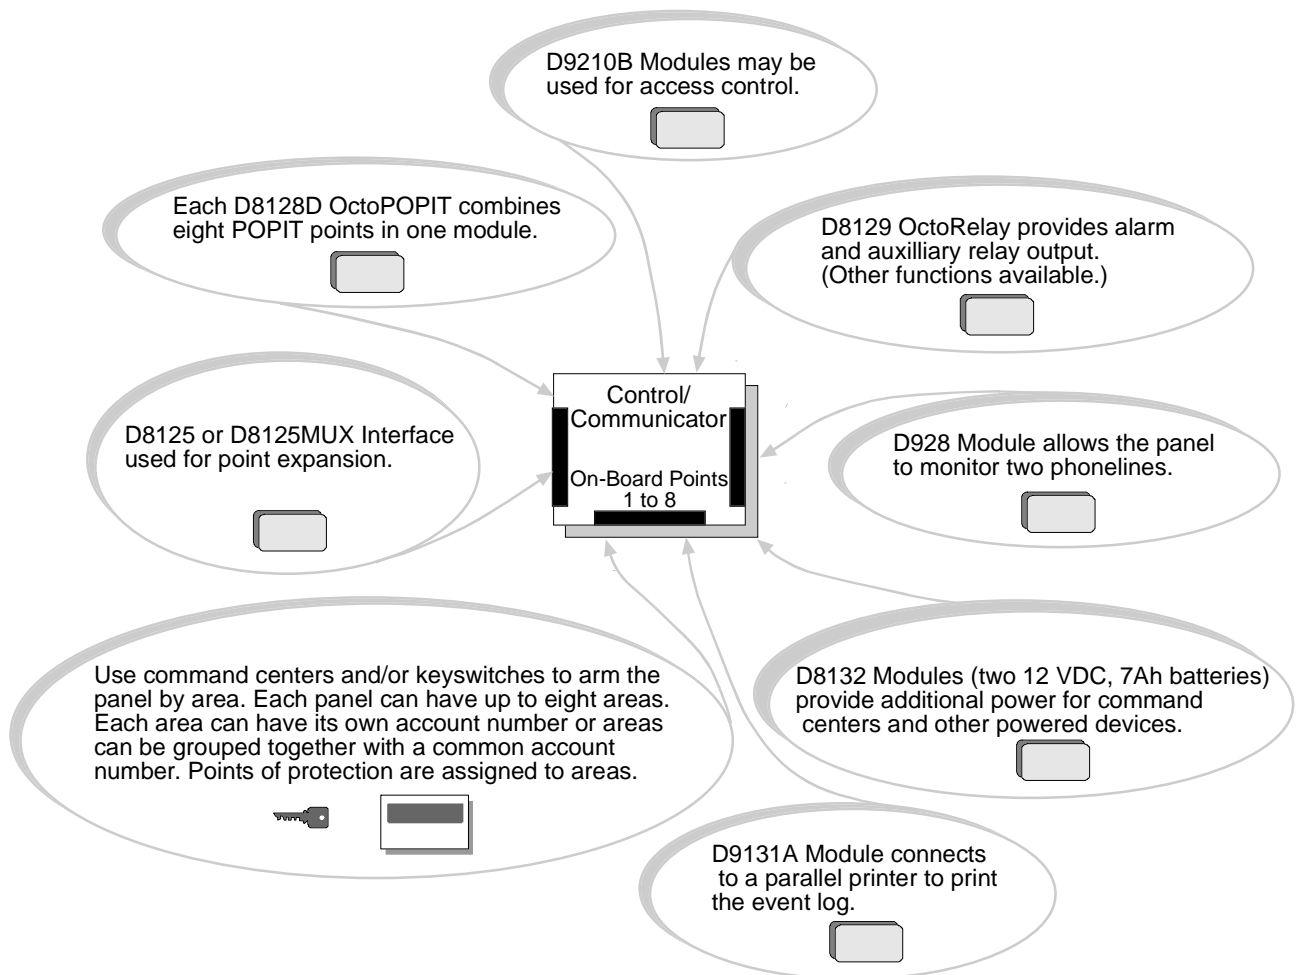 D9210B Modules may be
used for access control.
Each D8128D OctoPOPIT combines
eight POPIT points in one module.
D8129 OctoRelay provides alarm
and auxilliary relay output.
(Other functions available.)
Control/
Communicator
On-Board Points
1 to 8
D8125 or D8125MUX Interface
used for point expansion.
D928 Module allows the panel
to monitor two phonelines.
Use command centers and/or keyswitches to arm the
panel by area. Each panel can have up to eight areas.
Each area can have its own account number or areas
can be grouped together with a common account
number. Points of protection are assigned to areas.
D8132 Modules (two 12 VDC, 7Ah batteries)
provide additional power for command
centers and other powered devices.
D9131A Module connects
to a parallel printer to print
the event log.